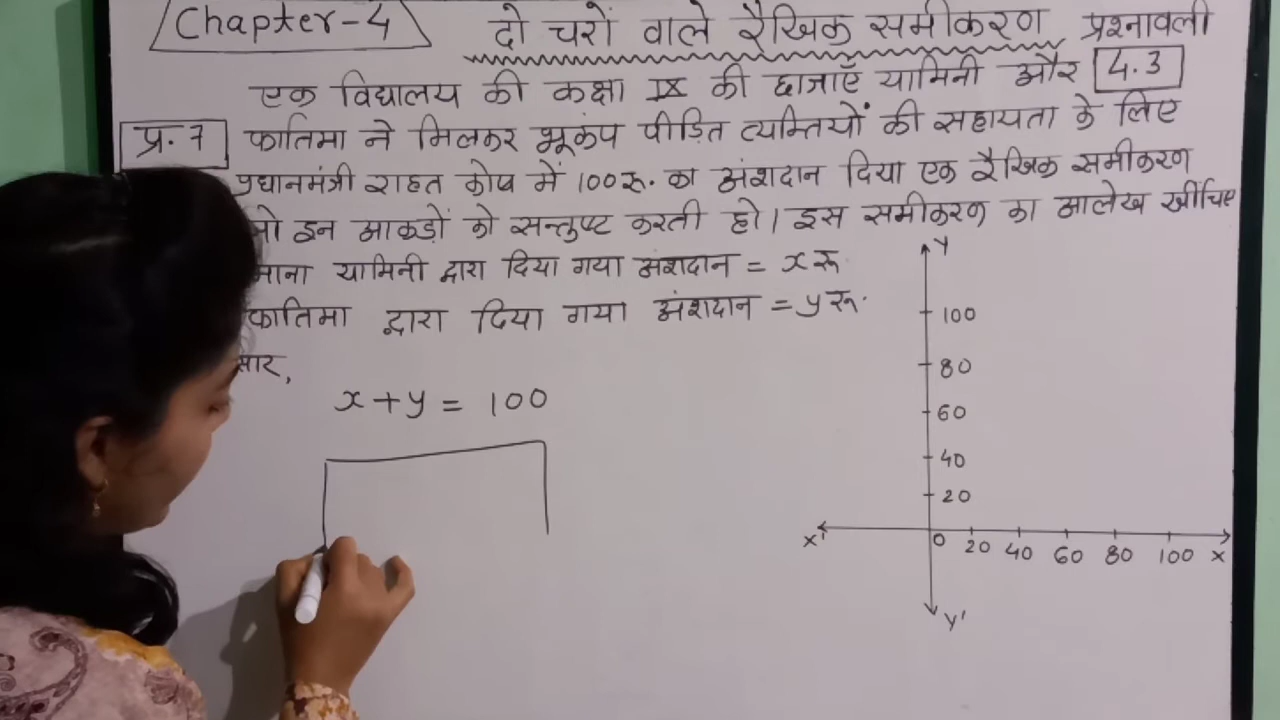 Chapter-4 दो चरों वाले रैखिक समीकरण प्रश्नावली
एक विद्यालय की कक्षा IX की छात्राएँ यामिनी और 4.3
प्र. 7 फातिमा ने मिलकर भूकंप पीड़ित व्यक्तियों की सहायता के लिए
प्रधानमंत्री राहत कोष में 100रू. का अंशदान दिया एक रैखिक समीकरण
इन आकडों को सन्तुष्ट करती हो। इस समीकरण का आलेख खींचिए
माना यामिनी द्वारा दिया गया अंशदान = x रू.
फातिमा द्वारा दिया गया अंशदान = y रू.
x + y = 100
Y
100
80
60
40
20
X' 0 20 40 60 80 100 X
Y'